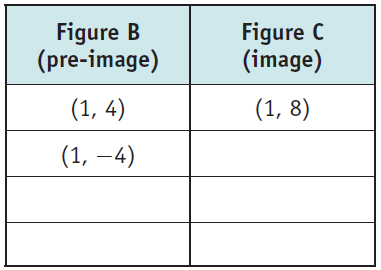 Figure B
(pre-image)
Figure C
(image)
(1, 4)
(1, 8)
(1, −4)